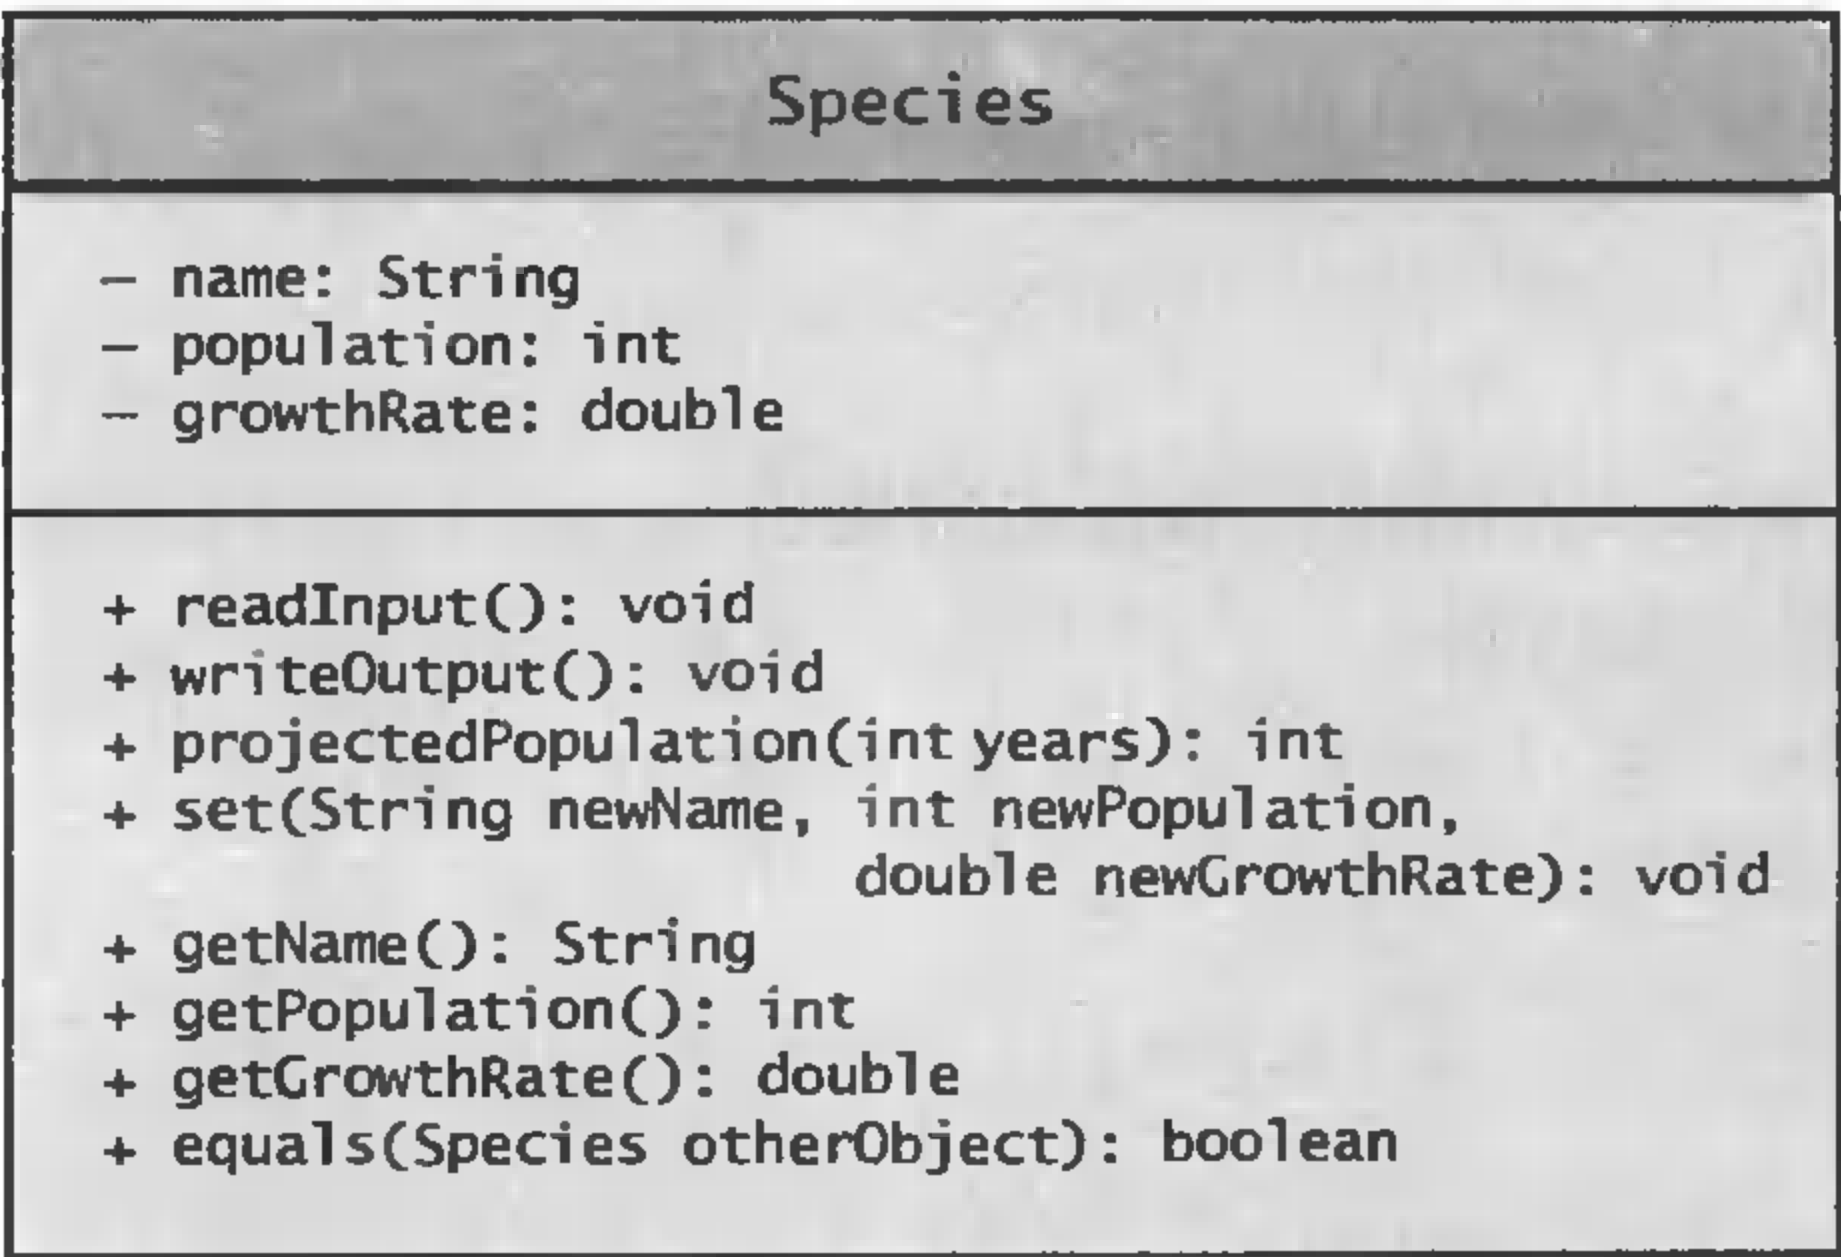 Species
– name: String
– population: int
– growthRate: double
+ readInput(): void
+ writeOutput(): void
+ projectedPopulation(int years): int
+ set(String newName, int newPopulation,
double newGrowthRate): void
+ getName(): String
+ getPopulation(): int
+ getGrowthRate(): double
+ equals(Species otherObject): boolean